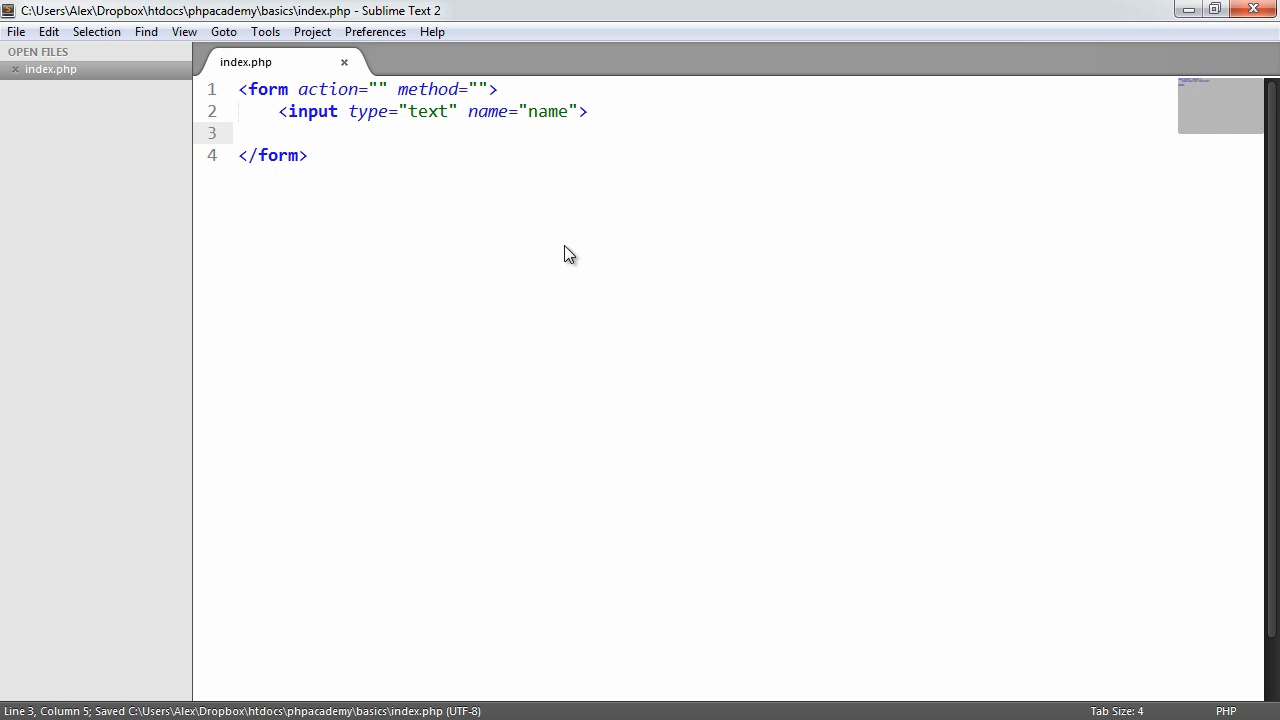 C:\Users\Alex\Dropbox\htdocs\phpacademy\basics\index.php - Sublime Text 2
File Edit Selection Find View Goto Tools Project Preferences Help
OPEN FILES
index.php
index.php
1 <form action="" method="">
2 <input type="text" name="name">
3
4 </form>
Line 3, Column 5; Saved C:\Users\Alex\Dropbox\htdocs\phpacademy\basics\index.php (UTF-8) Tab Size: 4 PHP